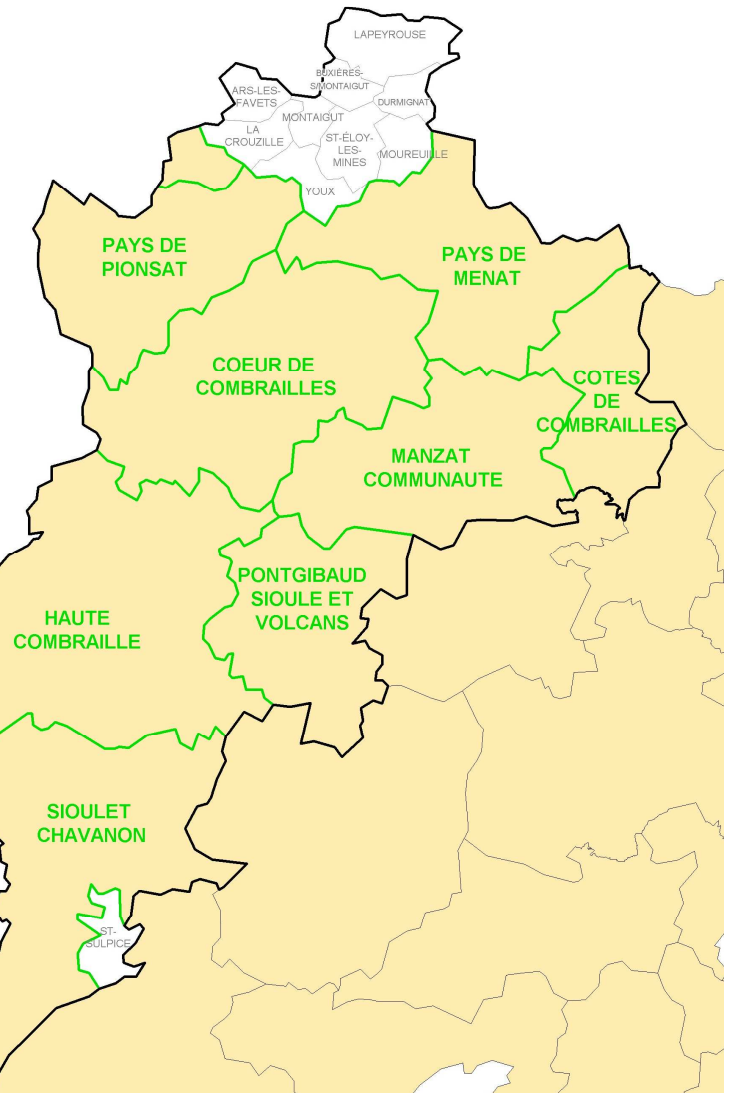 LAPEYROUSE
BUXIÈRES-
S/MONTAIGUT
ARS-LES-
FAVETS
DURMIGNAT
MONTAIGUT
LA
CROUZILLE
ST-ÉLOY-
LES-
MINES
MOUREUILLE
YOUX
PAYS DE
PIONSAT
PAYS DE
MENAT
COEUR DE
COMBRAILLES
COTES
DE
COMBRAILLES
MANZAT
COMMUNAUTE
PONTGIBAUD
SIOULE ET
VOLCANS
HAUTE
COMBRAILLE
SIOULET
CHAVANON
ST-
SULPICE